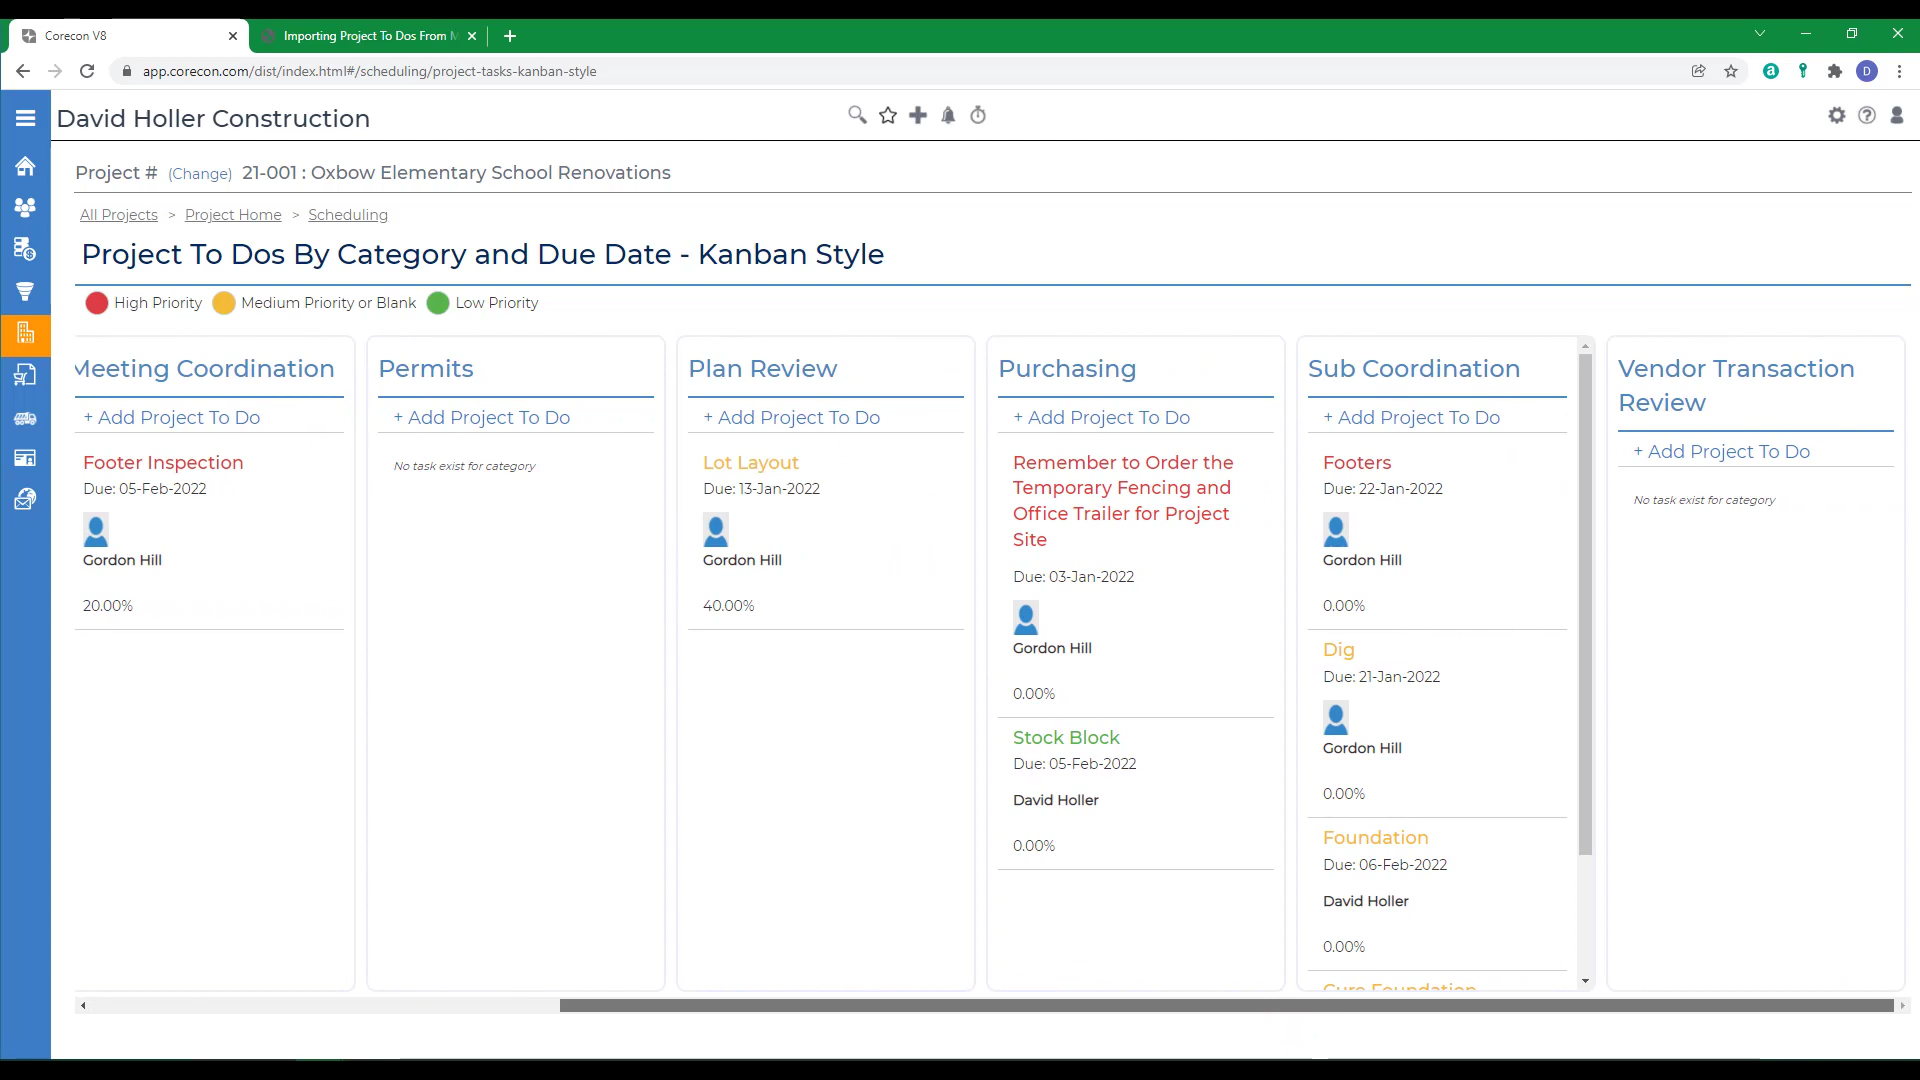 Corecon V8
Importing Project To Dos From M
app.corecon.com/dist/index.html#/scheduling/project-tasks-kanban-style
a
D
David Holler Construction
Project # (Change) 21-001 : Oxbow Elementary School Renovations
All Projects > Project Home > Scheduling
Project To Dos By Category and Due Date - Kanban Style
High Priority Medium Priority or Blank Low Priority
Meeting Coordination
+ Add Project To Do
Footer Inspection
Due: 05-Feb-2022
Gordon Hill
20.00%
Permits
+ Add Project To Do
No task exist for category
Plan Review
+ Add Project To Do
Lot Layout
Due: 13-Jan-2022
Gordon Hill
40.00%
Purchasing
+ Add Project To Do
Remember to Order the
Temporary Fencing and
Office Trailer for Project
Site
Due: 03-Jan-2022
Gordon Hill
0.00%
Stock Block
Due: 05-Feb-2022
David Holler
0.00%
Sub Coordination
+ Add Project To Do
Footers
Due: 22-Jan-2022
Gordon Hill
0.00%
Dig
Due: 21-Jan-2022
Gordon Hill
0.00%
Foundation
Due: 06-Feb-2022
David Holler
0.00%
Cure Foundation
Vendor Transaction
Review
+ Add Project To Do
No task exist for category